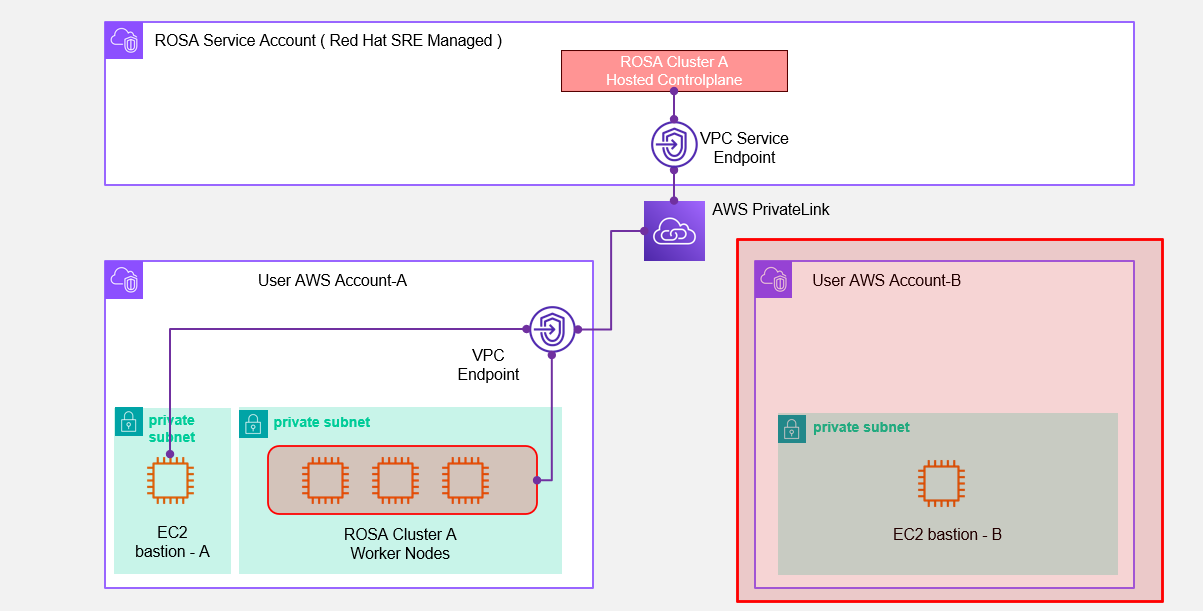 ROSA Service Account ( Red Hat SRE Managed )
ROSA Cluster A
Hosted Controlplane
VPC Service
Endpoint
AWS PrivateLink
User AWS Account-A
VPC
Endpoint
private
subnet
EC2
bastion - A
private subnet
ROSA Cluster A
Worker Nodes
User AWS Account-B
private subnet
EC2 bastion - B